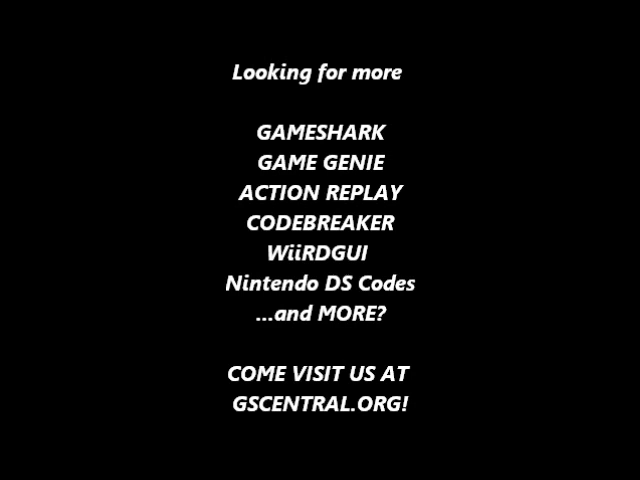 Looking for more
GAMESHARK
GAME GENIE
ACTION REPLAY
CODEBREAKER
WiiRDGUI
Nintendo DS Codes
...and MORE?
COME VISIT US AT
GSCENTRAL.ORG!